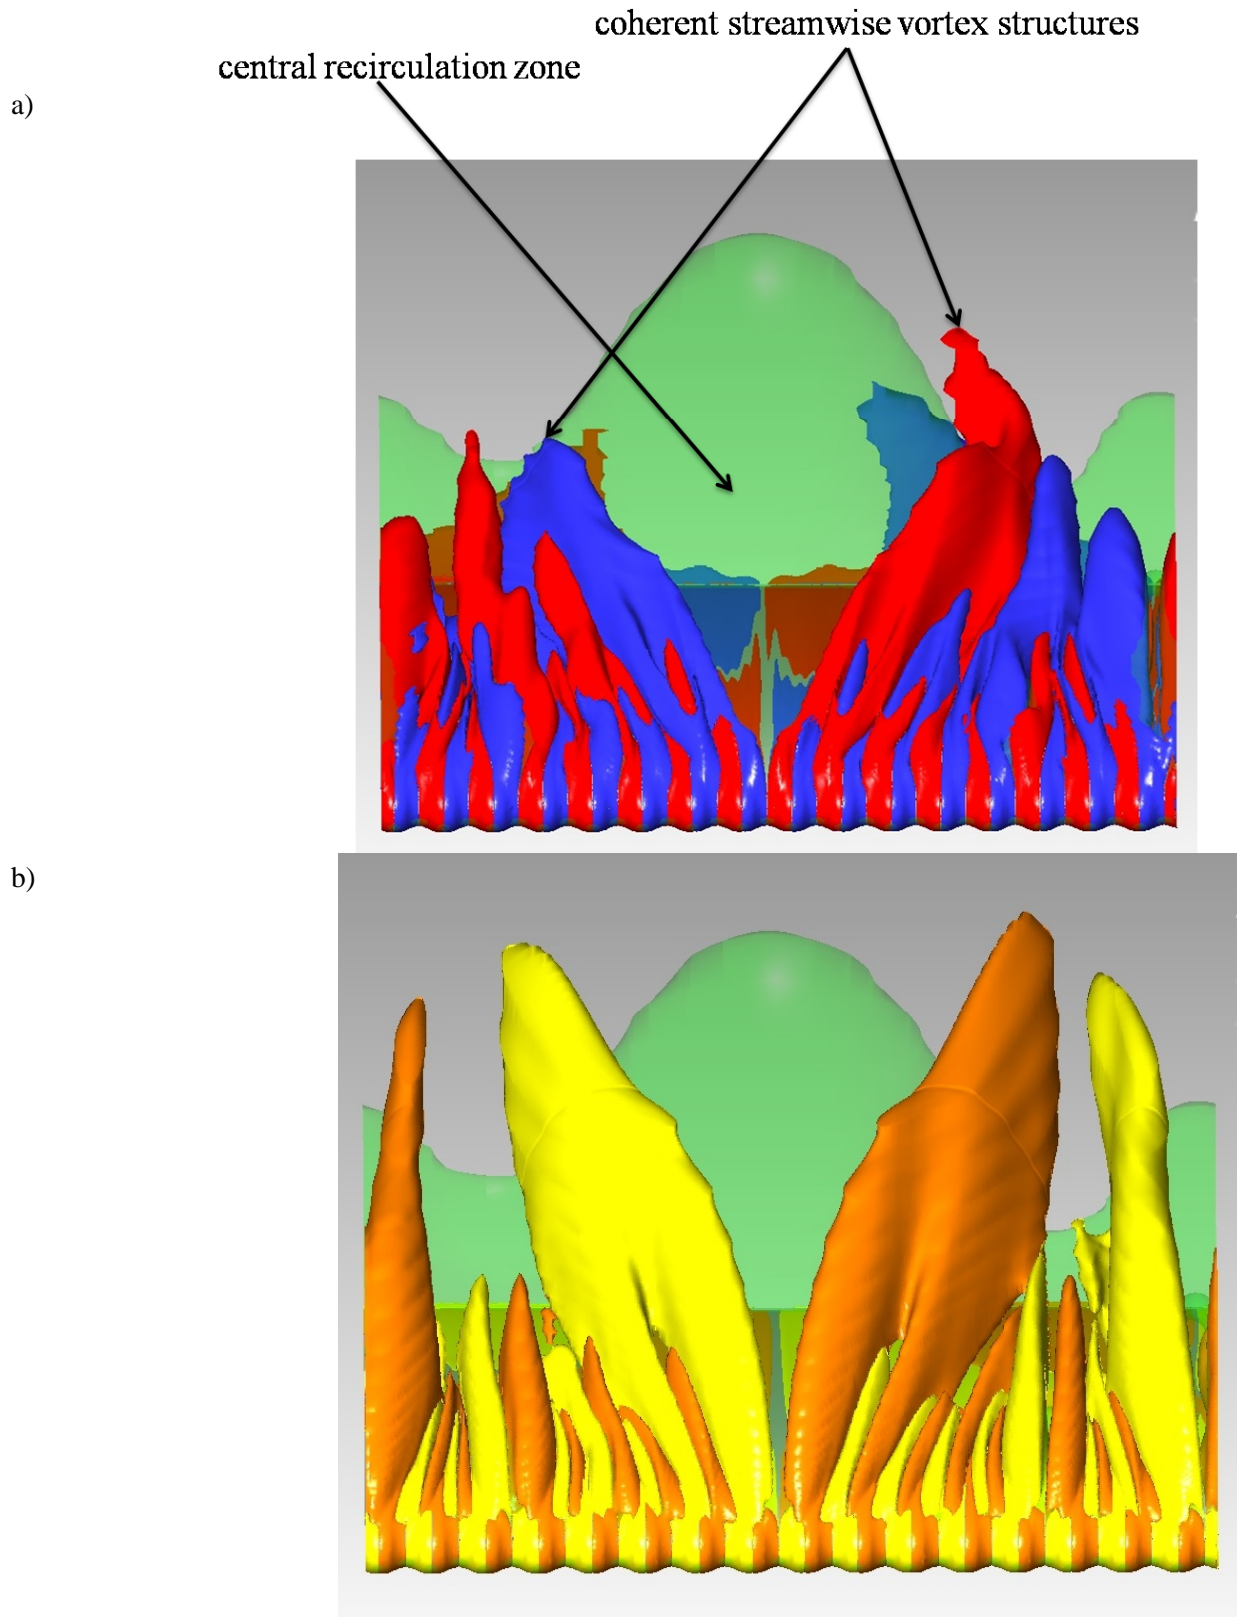 coherent streamwise vortex structures
central recirculation zone
a)
b)